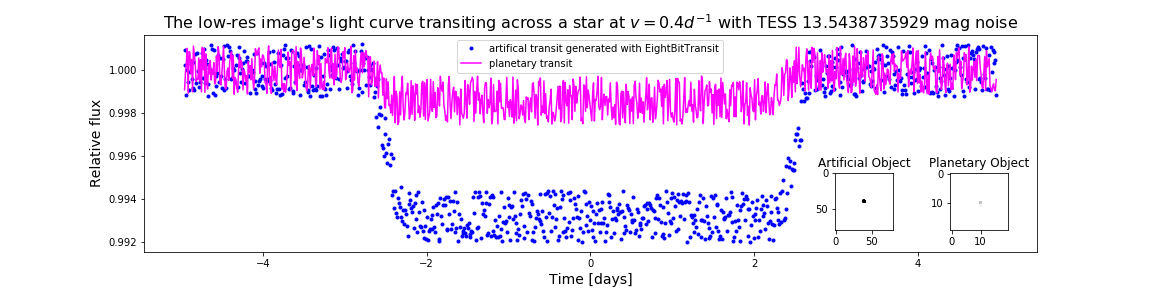 The low-res image's light curve transiting across a star at v = 0.4d⁻¹ with TESS 13.5438735929 mag noise
artifical transit generated with EightBitTransit
planetary transit
Relative flux
1.000
0.998
0.996
0.994
0.992
Artificial Object
0
50
0 50
Planetary Object
0
10
0 10
−4 −2 0 2 4
Time [days]